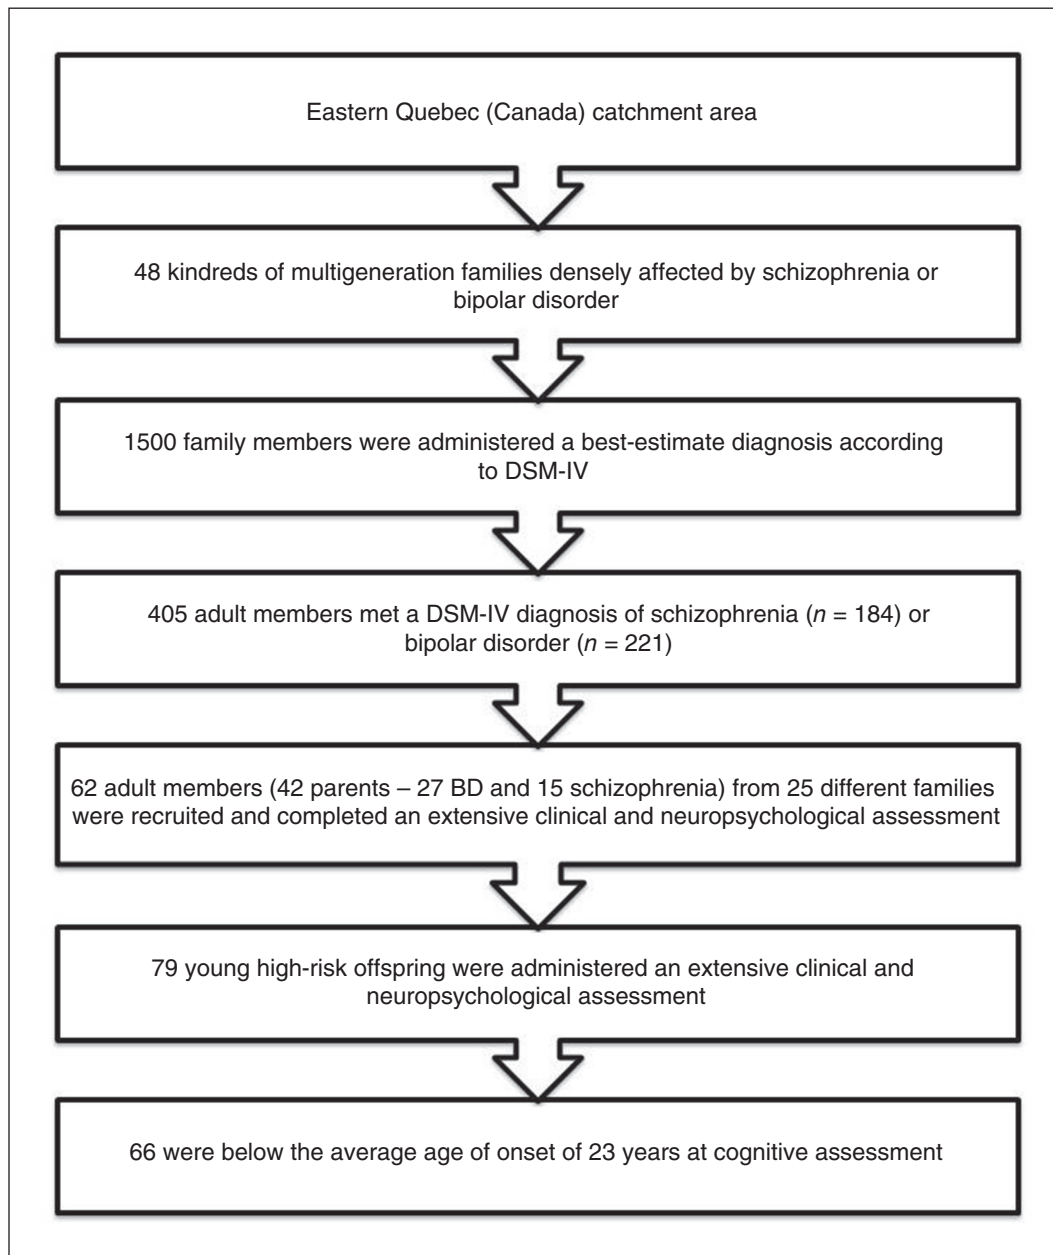 Eastern Quebec (Canada) catchment area
48 kindreds of multigeneration families densely affected by schizophrenia or
bipolar disorder
1500 family members were administered a best-estimate diagnosis according
to DSM-IV
405 adult members met a DSM-IV diagnosis of schizophrenia (n = 184) or
bipolar disorder (n = 221)
62 adult members (42 parents – 27 BD and 15 schizophrenia) from 25 different families
were recruited and completed an extensive clinical and neuropsychological assessment
79 young high-risk offspring were administered an extensive clinical and
neuropsychological assessment
66 were below the average age of onset of 23 years at cognitive assessment